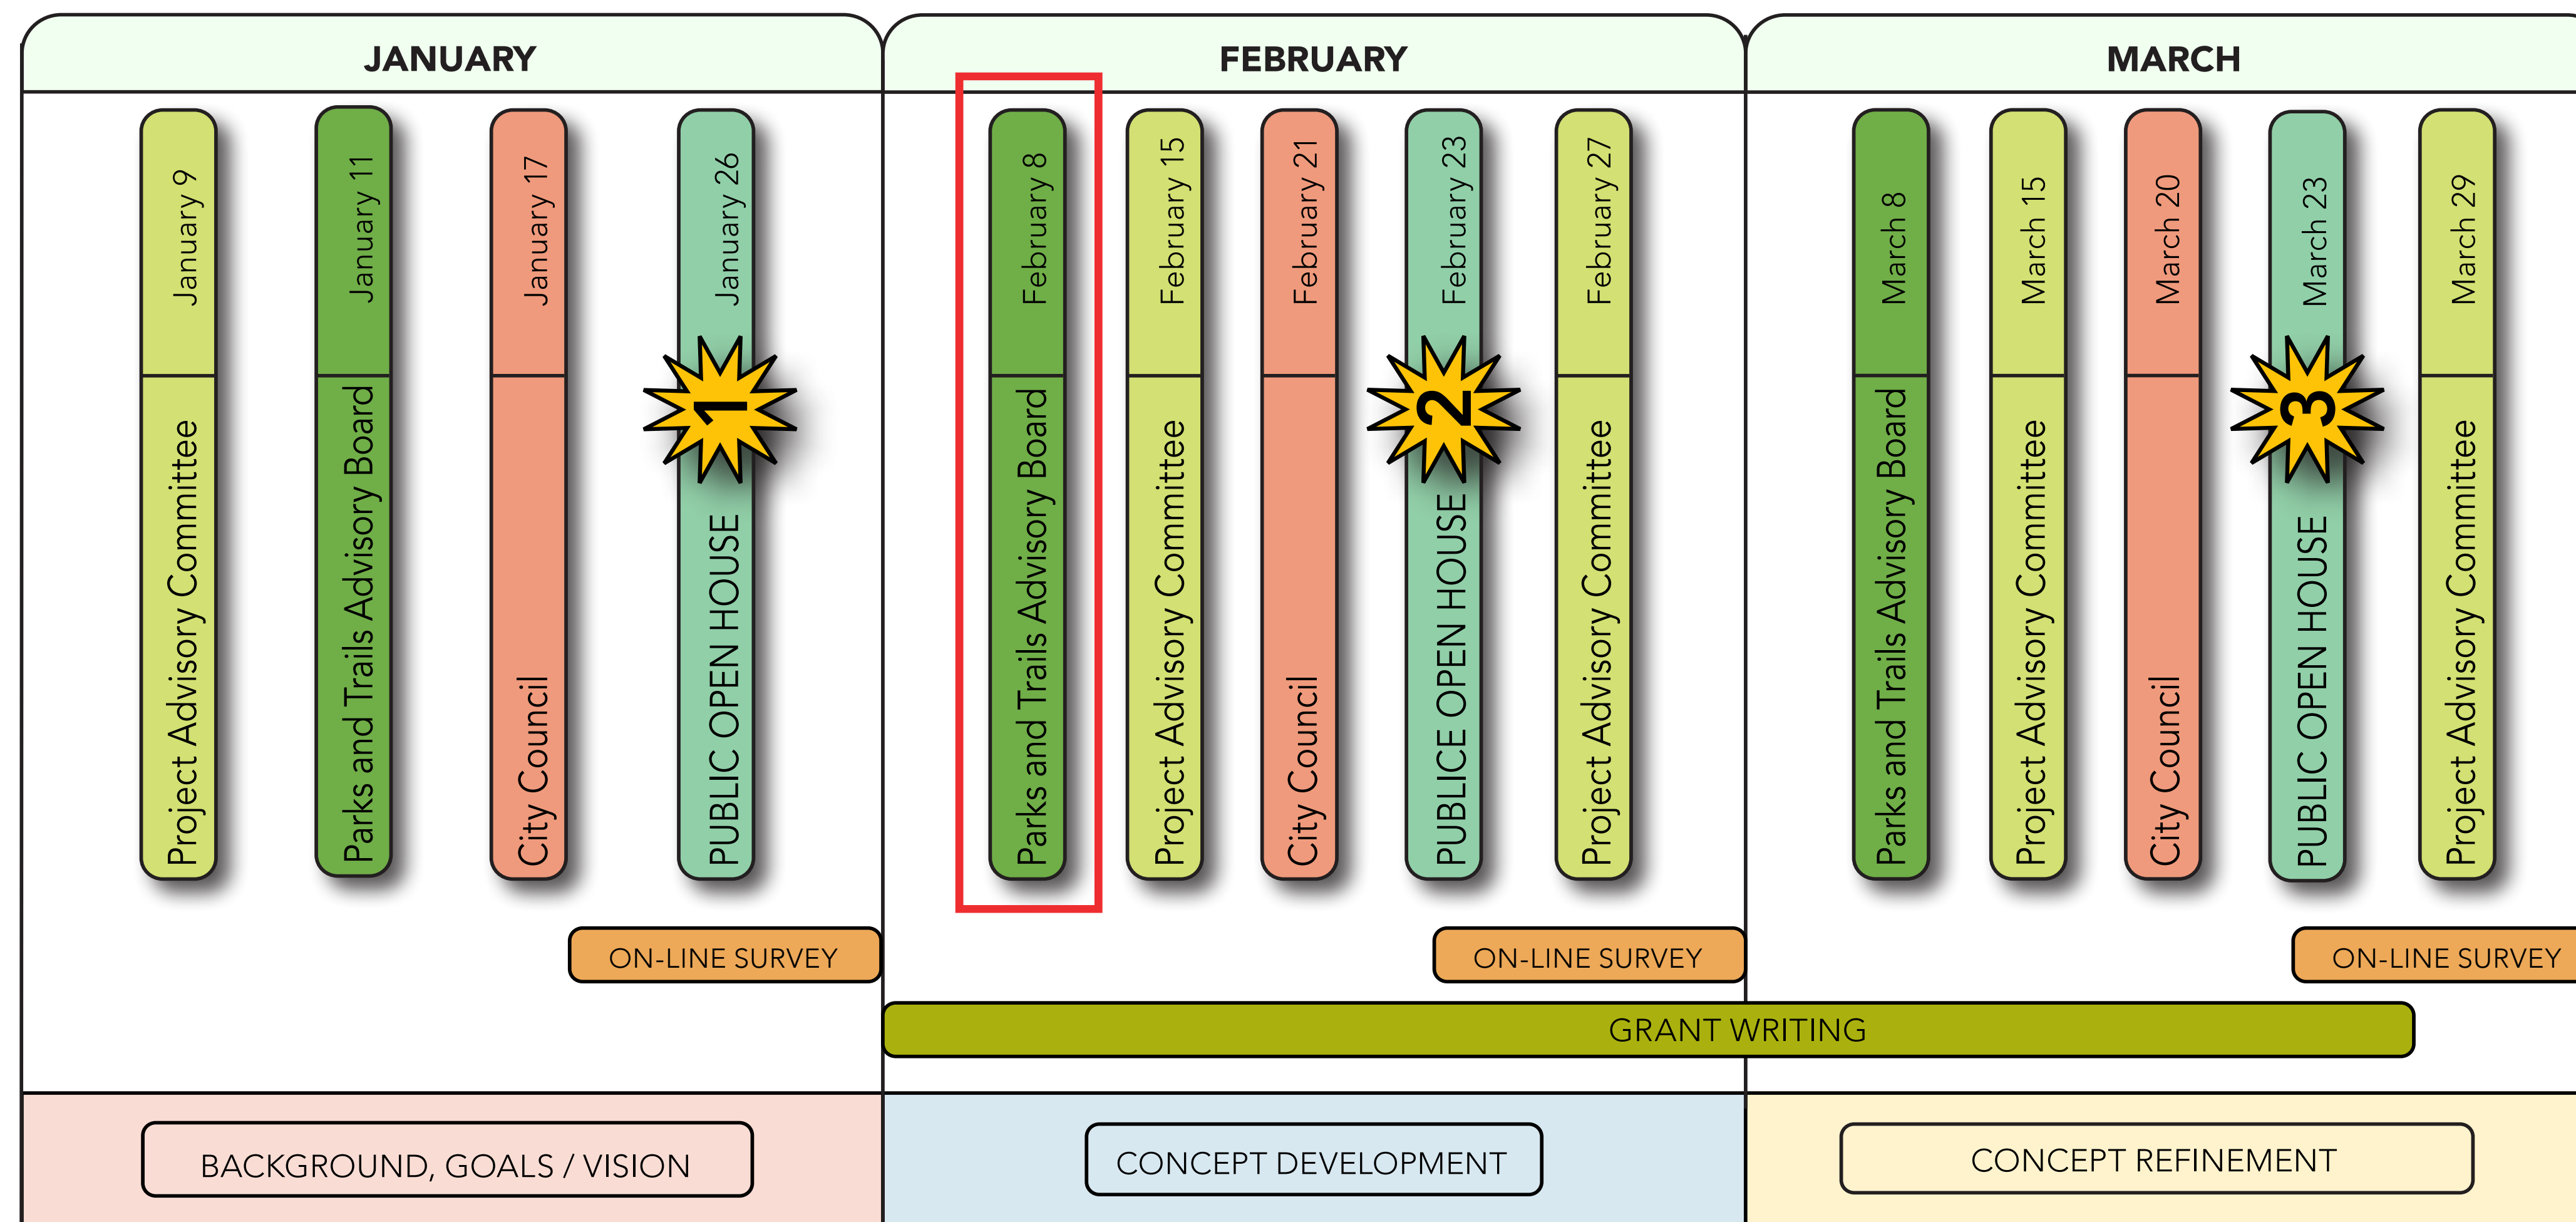 JANUARY
FEBRUARY
MARCH
Project Advisory Committee January 9
Parks and Trails Advisory Board January 11
City Council January 17
PUBLIC OPEN HOUSE 1 January 26
Parks and Trails Advisory Board February 8
Project Advisory Committee February 15
City Council February 21
PUBLICE OPEN HOUSE 2 February 23
Project Advisory Committee February 27
Parks and Trails Advisory Board March 8
Project Advisory Committee March 15
City Council March 20
PUBLIC OPEN HOUSE 3 March 23
Project Advisory Committee March 29
ON-LINE SURVEY
ON-LINE SURVEY
ON-LINE SURVEY
GRANT WRITING
BACKGROUND, GOALS / VISION
CONCEPT DEVELOPMENT
CONCEPT REFINEMENT